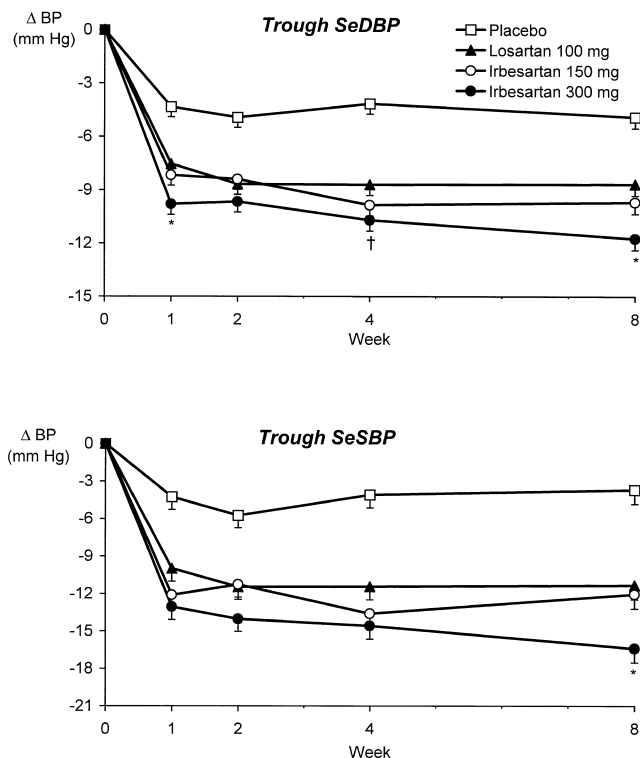 Δ BP
(mm Hg)
Trough SeDBP
Placebo
Losartan 100 mg
Irbesartan 150 mg
Irbesartan 300 mg
0
-3
-6
-9
-12
-15
*
†
*
0 1 2 4 8
Week
Δ BP
(mm Hg)
Trough SeSBP
0
-3
-6
-9
-12
-15
-18
-21
*
0 1 2 4 8
Week